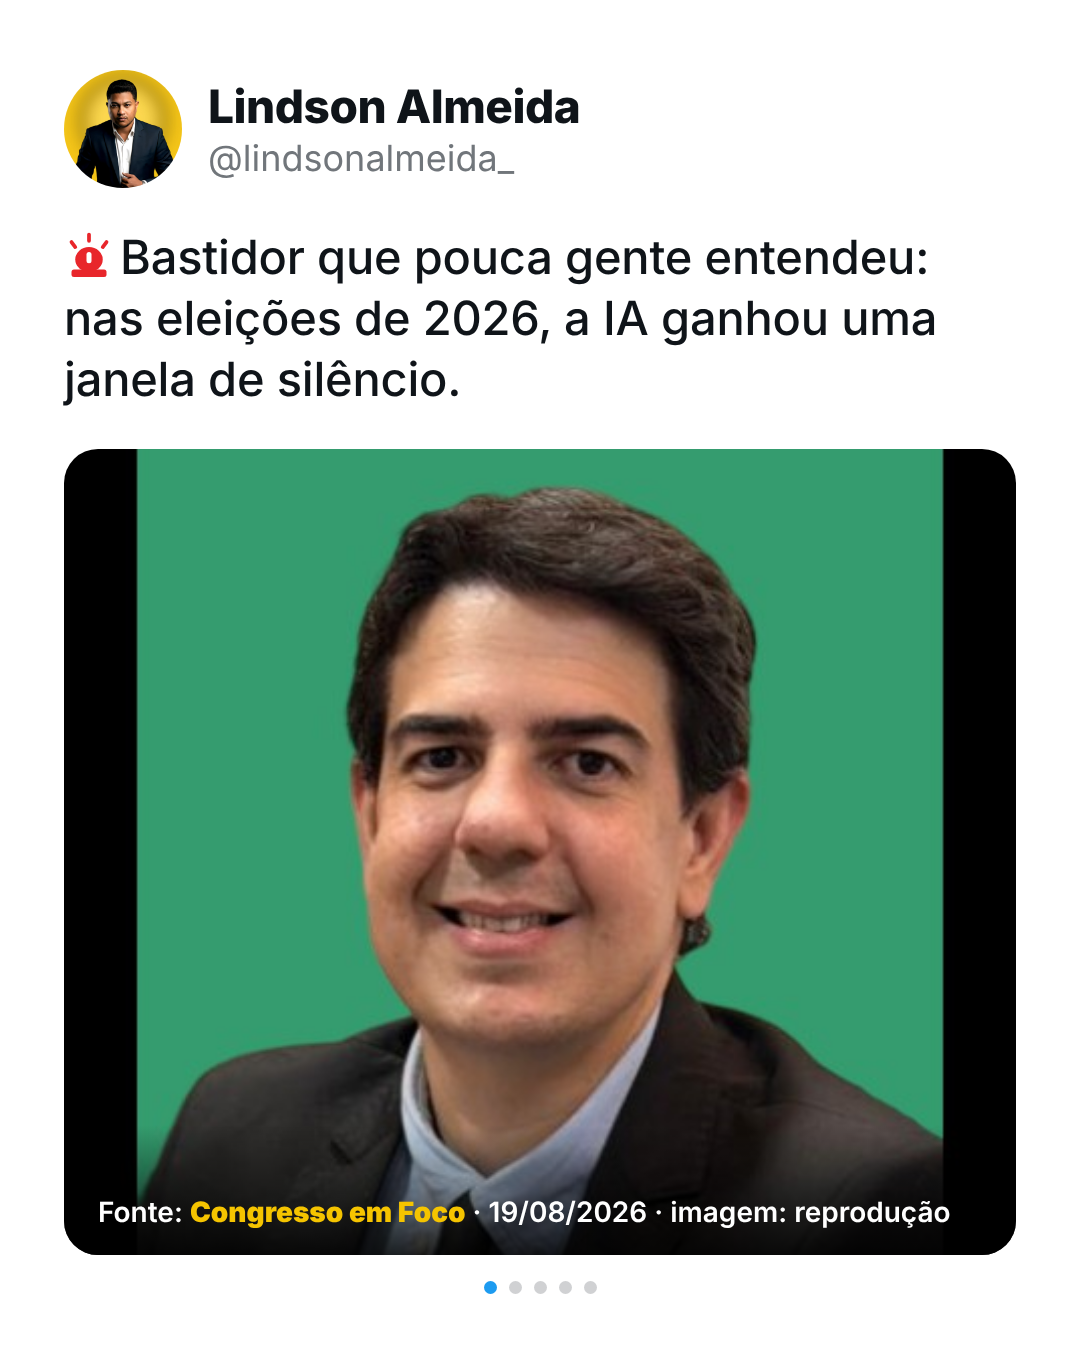 Lindson Almeida
@lindsonalmeida_
🚨Bastidor que pouca gente entendeu:
nas eleições de 2026, a IA ganhou uma
janela de silêncio.
Fonte: Congresso em Foco · 19/08/2026 · imagem: reprodução